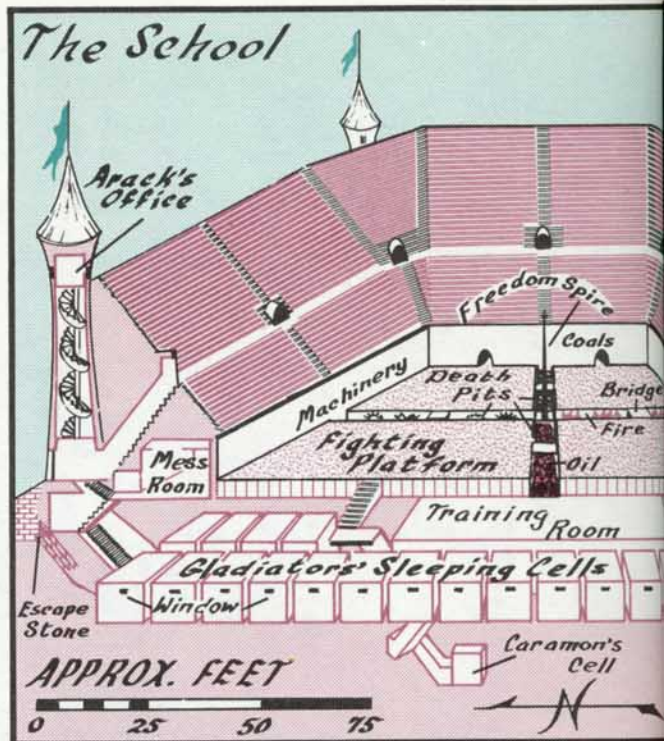 The School
Arack's
Office
Freedom Spire
Coals
Machinery
Death
Pits
Bridge
Fire
Mess
Room
Fighting
Platform
Oil
Training
Room
Gladiators' Sleeping Cells
Window
Escape
Stone
Caramon's
Cell
APPROX. FEET
0 25 50 75
N